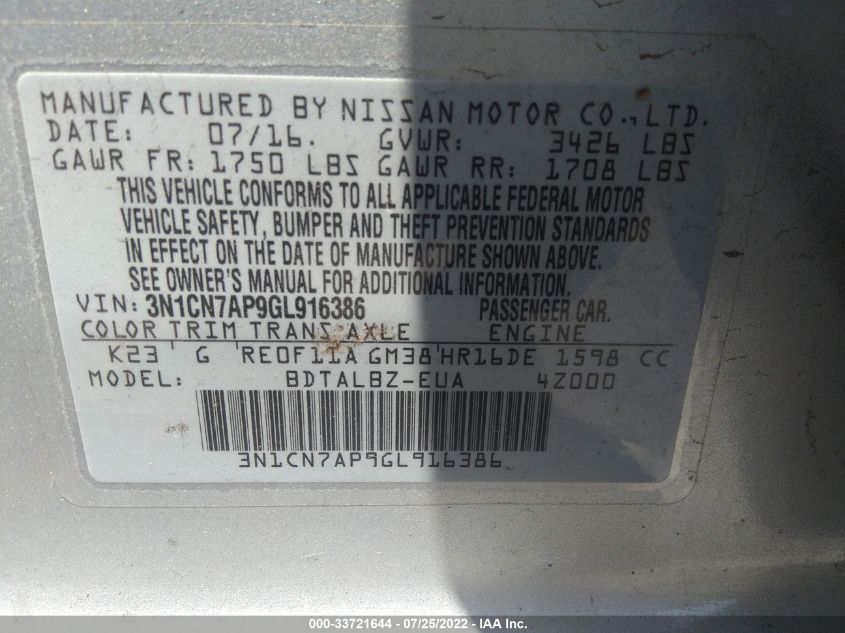 MANUFACTURED BY NISSAN MOTOR CO., LTD.
DATE: 07/16. GVWR: 3426 LBS
GAWR FR: 1750 LBS GAWR RR: 1708 LBS
THIS VEHICLE CONFORMS TO ALL APPLICABLE FEDERAL MOTOR
VEHICLE SAFETY, BUMPER AND THEFT PREVENTION STANDARDS
IN EFFECT ON THE DATE OF MANUFACTURE SHOWN ABOVE.
SEE OWNER'S MANUAL FOR ADDITIONAL INFORMATION.
VIN: 3N1CN7AP9GL916386 PASSENGER CAR.
COLOR TRIM TRANS AXLE ENGINE
K23 G RE0F11A GM38 HR16DE 1598 CC
MODEL: BDTALBZ-EUA 4Z000
3N1CN7AP9GL916386
000-33721644 - 07/25/2022 - IAAI Inc.